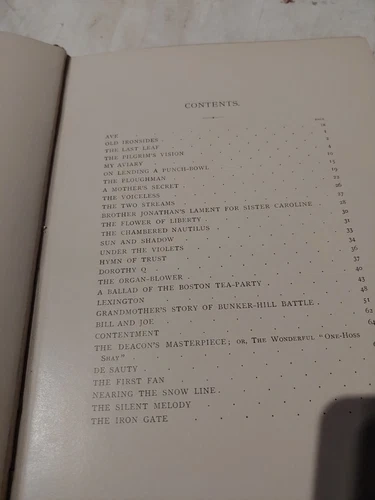 CONTENTS.
AVE
OLD IRONSIDES
THE LAST LEAF
THE PILGRIM'S VISION
MY AVIARY
ON LENDING A PUNCH-BOWL
THE PLOUGHMAN
A MOTHER'S SECRET
THE VOICELESS
THE TWO STREAMS
BROTHER JONATHAN'S LAMENT FOR SISTER CAROLINE
THE FLOWER OF LIBERTY
THE CHAMBERED NAUTILUS
SUN AND SHADOW
UNDER THE VIOLETS
HYMN OF TRUST
DOROTHY Q
THE ORGAN-BLOWER
A BALLAD OF THE BOSTON TEA-PARTY
LEXINGTON
GRANDMOTHER'S STORY OF BUNKER-HILL BATTLE
BILL AND JOE
CONTENTMENT
THE DEACON'S MASTERPIECE; OR, THE WONDERFUL "ONE-HOSS
SHAY"
DE SAUTY
THE FIRST FAN
NEARING THE SNOW LINE
THE SILENT MELODY
THE IRON GATE